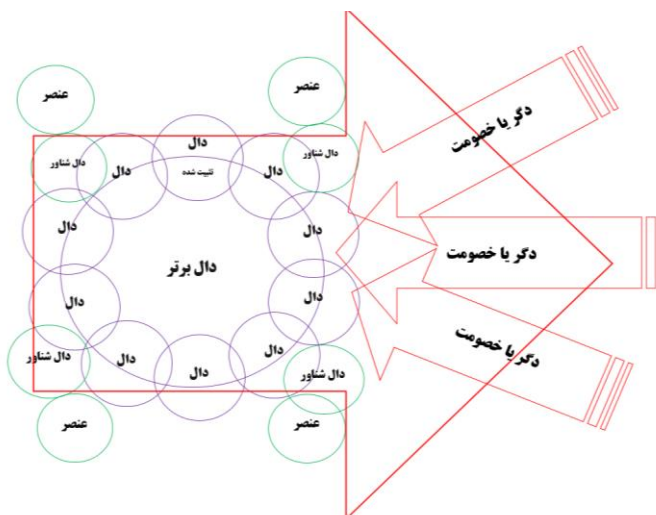 عنصر
عنصر
دگر یا خصومت
دال
دال شناور
دال شناور
دال
تثبیت شده
دال
دال
دال
دال برتر
دگر یا خصومت
دال
دال
دال
دگر یا خصومت
دال شناور
دال
دال
دال
دال شناور
عنصر
عنصر